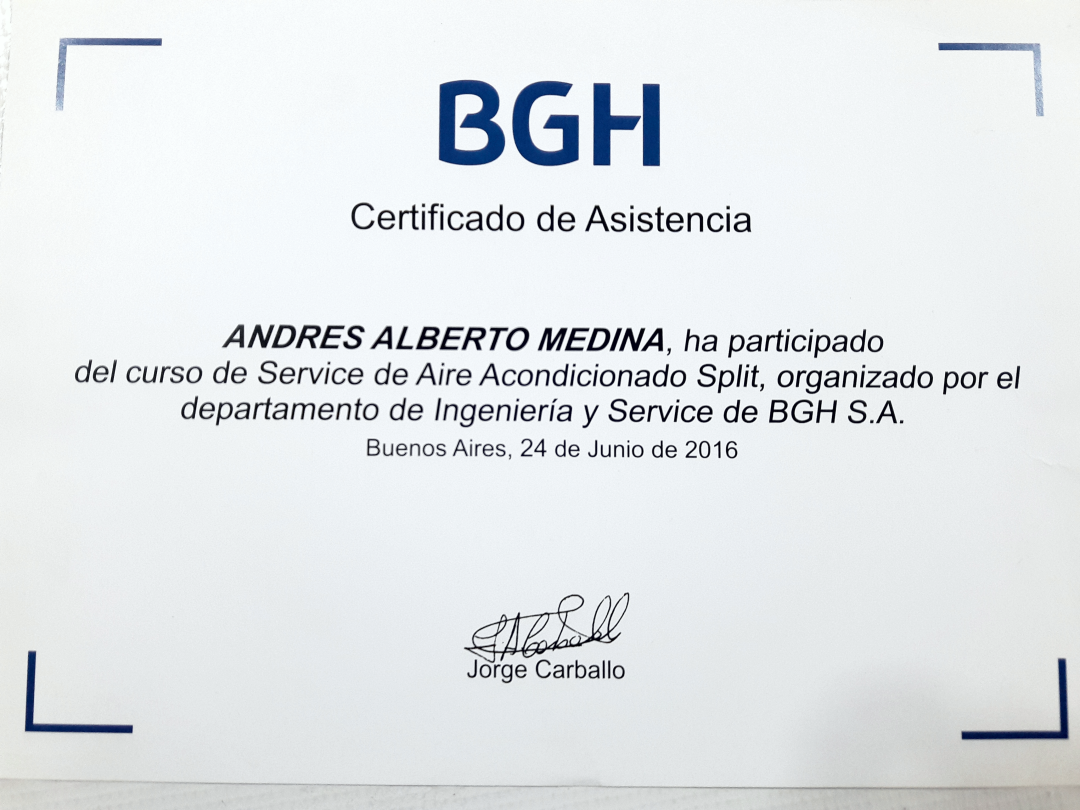 BGH
Certificado de Asistencia
ANDRES ALBERTO MEDINA, ha participado
del curso de Service de Aire Acondicionado Split, organizado por el
departamento de Ingeniería y Service de BGH S.A.
Buenos Aires, 24 de Junio de 2016
Jorge Carballo